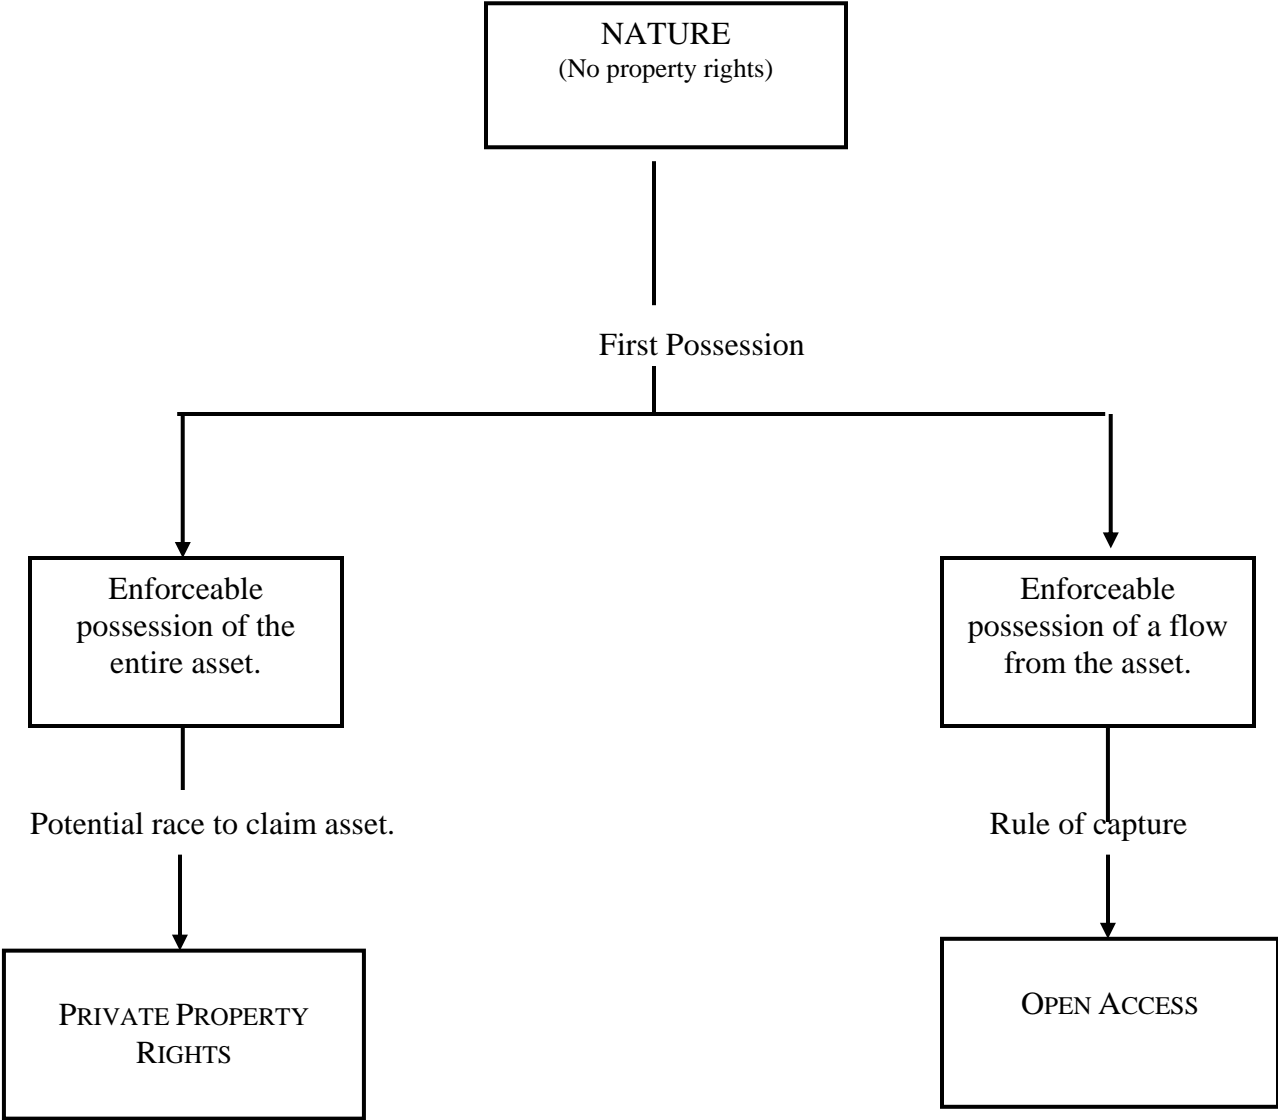 NATURE
(No property rights)
First Possession
Enforceable
possession of the
entire asset.
Enforceable
possession of a flow
from the asset.
Potential race to claim asset.
Rule of capture
PRIVATE PROPERTY
RIGHTS
OPEN ACCESS